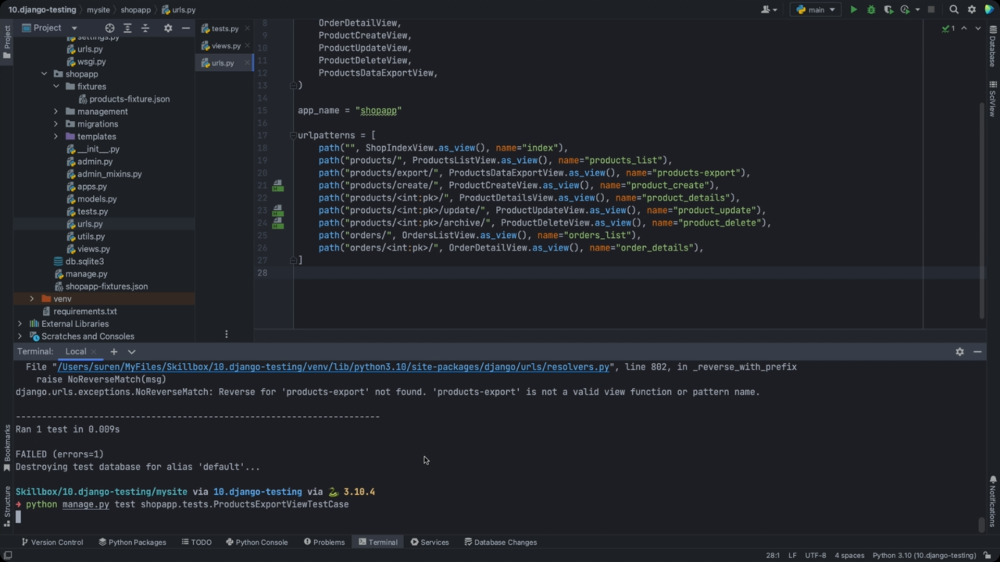 10.django-testing mysite shopapp urls.py
main
Project
settings.py
urls.py
wsgi.py
shopapp
fixtures
products-fixture.json
management
migrations
templates
__init__.py
admin.py
admin_mixins.py
apps.py
models.py
tests.py
urls.py
utils.py
views.py
db.sqlite3
manage.py
shopapp-fixtures.json
venv
requirements.txt
External Libraries
Scratches and Consoles
tests.py
views.py
urls.py
8 OrderDetailView,
9 ProductCreateView,
10 ProductUpdateView,
11 ProductDeleteView,
12 ProductsDataExportView,
13 )
14
15 app_name = "shopapp"
16
17 urlpatterns = [
18 path("", ShopIndexView.as_view(), name="index"),
19 path("products/", ProductsListView.as_view(), name="products_list"),
20 path("products/export/", ProductsDataExportView.as_view(), name="products-export"),
21 path("products/create/", ProductCreateView.as_view(), name="product_create"),
22 path("products/<int:pk>/", ProductDetailsView.as_view(), name="product_details"),
23 path("products/<int:pk>/update/", ProductUpdateView.as_view(), name="product_update"),
24 path("products/<int:pk>/archive/", ProductDeleteView.as_view(), name="product_delete"),
25 path("orders/", OrdersListView.as_view(), name="orders_list"),
26 path("orders/<int:pk>/", OrderDetailView.as_view(), name="order_details"),
27 ]
28
1
Project
Bookmarks
Structure
Database
SciView
Notifications
Terminal: Local
File "/Users/suren/MyFiles/Skillbox/10.django-testing/venv/lib/python3.10/site-packages/django/urls/resolvers.py", line 802, in _reverse_with_prefix
raise NoReverseMatch(msg)
django.urls.exceptions.NoReverseMatch: Reverse for 'products-export' not found. 'products-export' is not a valid view function or pattern name.
----------------------------------------------------------------------
Ran 1 test in 0.009s
FAILED (errors=1)
Destroying test database for alias 'default'...
Skillbox/10.django-testing/mysite via 10.django-testing via 3.10.4
➜ python manage.py test shopapp.tests.ProductsExportViewTestCase
Version Control Python Packages TODO Python Console Problems Terminal Services Database Changes
28:1 LF UTF-8 4 spaces Python 3.10 (10.django-testing)